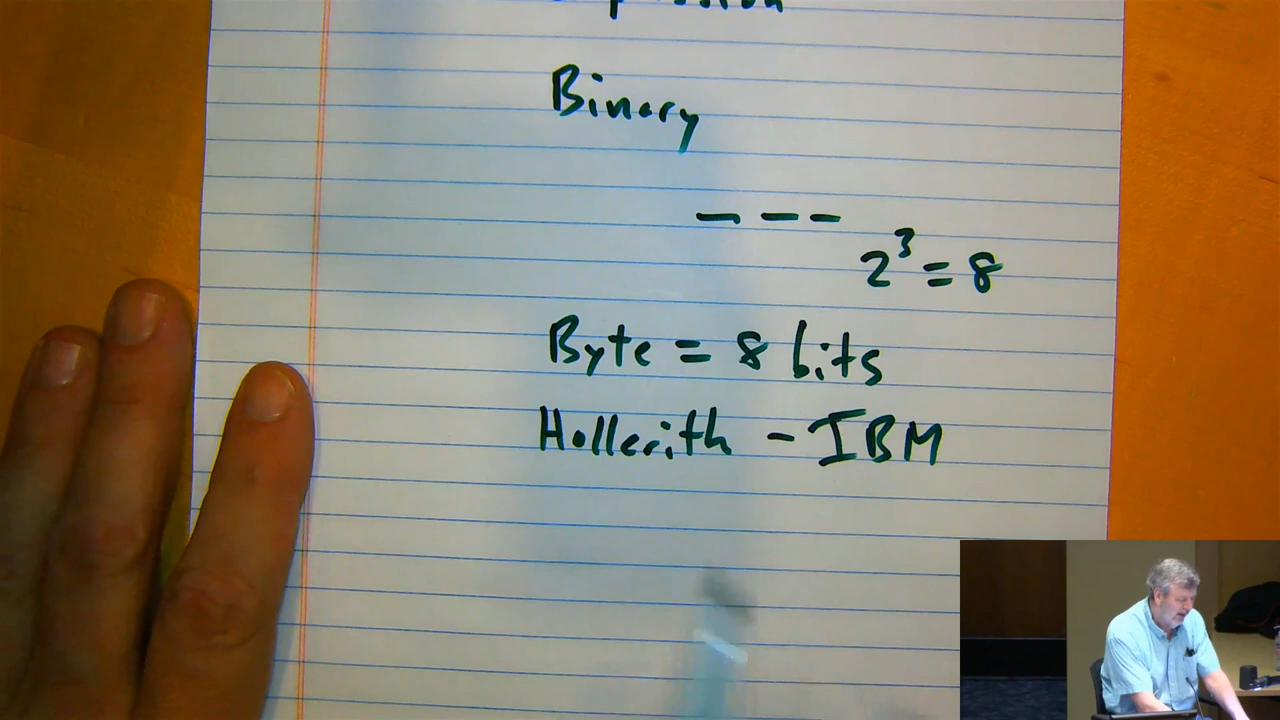 Binary
— — —
2³ = 8
Byte = 8 bits
Hollerith - IBM